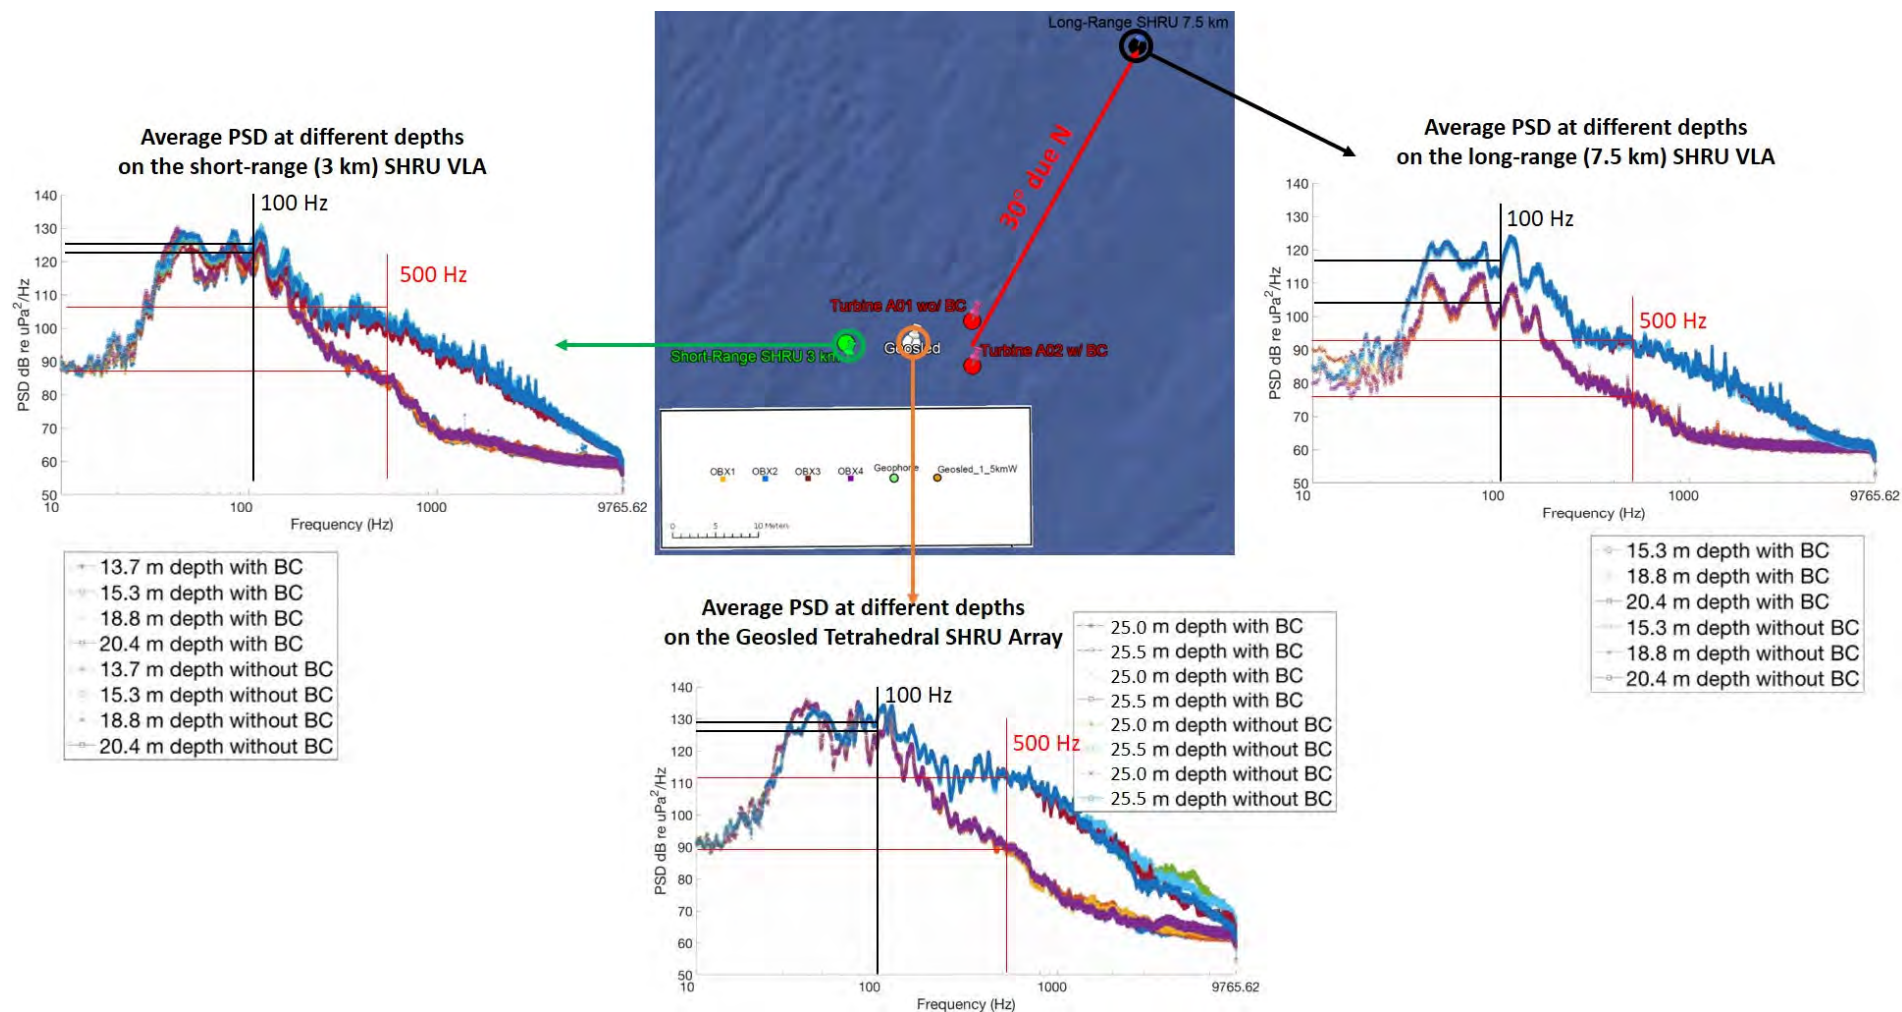 Long-Range SHRU 7.5 km
30° due N
Turbine A01 wo/ BC
Geosled
Short-Range SHRU 3 km
Turbine A02 w/ BC
OBX1
OBX2
OBX3
OBX4
Geophone
Geosled_1_5kmW
0
5
10 Meters
Average PSD at different depths
on the short-range (3 km) SHRU VLA
100 Hz
500 Hz
PSD dB re uPa²/Hz
140
130
120
110
100
90
80
70
60
50
10
100
1000
9765.62
Frequency (Hz)
13.7 m depth with BC
15.3 m depth with BC
18.8 m depth with BC
20.4 m depth with BC
13.7 m depth without BC
15.3 m depth without BC
18.8 m depth without BC
20.4 m depth without BC
Average PSD at different depths
on the Geosled Tetrahedral SHRU Array
100 Hz
500 Hz
PSD dB re uPa²/Hz
140
130
120
110
100
90
80
70
60
50
10
100
1000
9765.62
Frequency (Hz)
25.0 m depth with BC
25.5 m depth with BC
25.0 m depth with BC
25.5 m depth with BC
25.0 m depth without BC
25.5 m depth without BC
25.0 m depth without BC
25.5 m depth without BC
Average PSD at different depths
on the long-range (7.5 km) SHRU VLA
100 Hz
500 Hz
PSD dB re uPa²/Hz
140
130
120
110
100
90
80
70
60
50
10
100
1000
9765.62
Frequency (Hz)
15.3 m depth with BC
18.8 m depth with BC
20.4 m depth with BC
15.3 m depth without BC
18.8 m depth without BC
20.4 m depth without BC